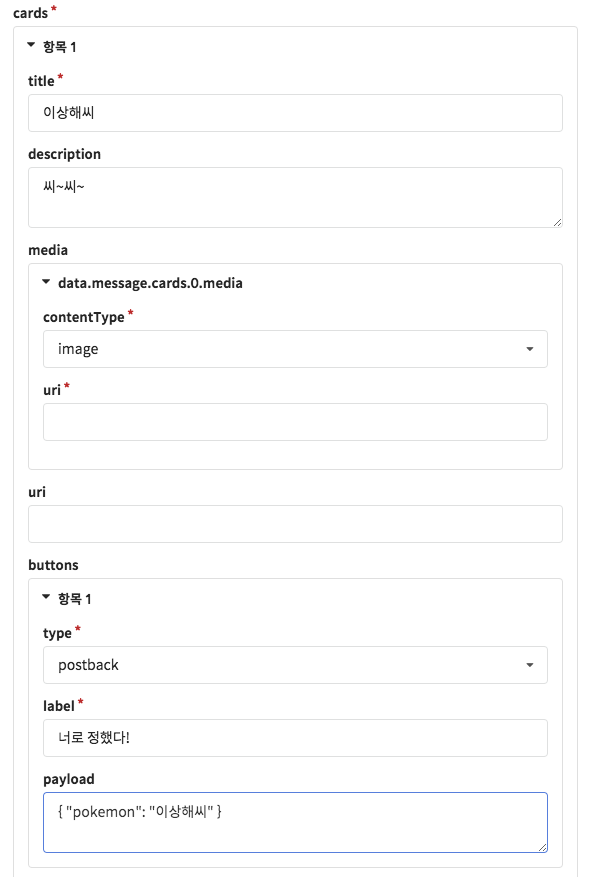 cards *
항목 1
title *
이상해씨
description
씨~씨~
media
data.message.cards.0.media
contentType *
image
uri *
uri
buttons
항목 1
type *
postback
label *
너로 정했다!
payload
{ "pokemon": "이상해씨" }